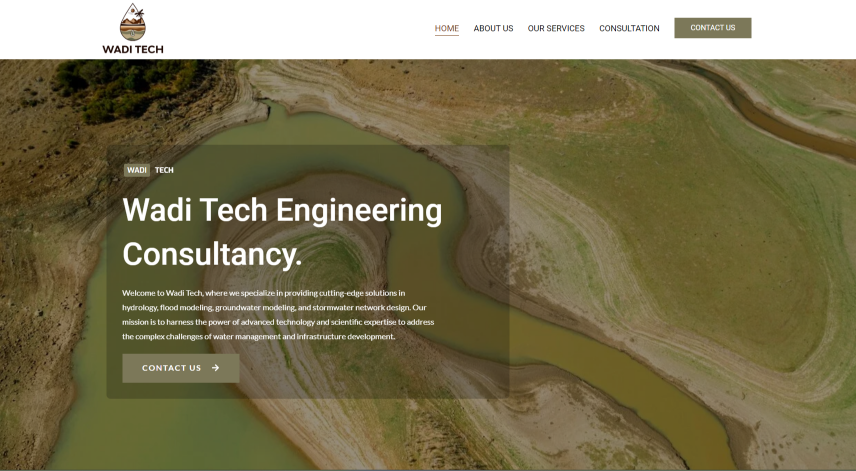 WADI TECH
HOME ABOUT US OUR SERVICES CONSULTATION CONTACT US
WADI TECH
Wadi Tech Engineering
Consultancy.
Welcome to Wadi Tech, where we specialize in providing cutting-edge solutions in
hydrology, flood modeling, groundwater modeling, and stormwater network design. Our
mission is to harness the power of advanced technology and scientific expertise to address
the complex challenges of water management and infrastructure development.
CONTACT US